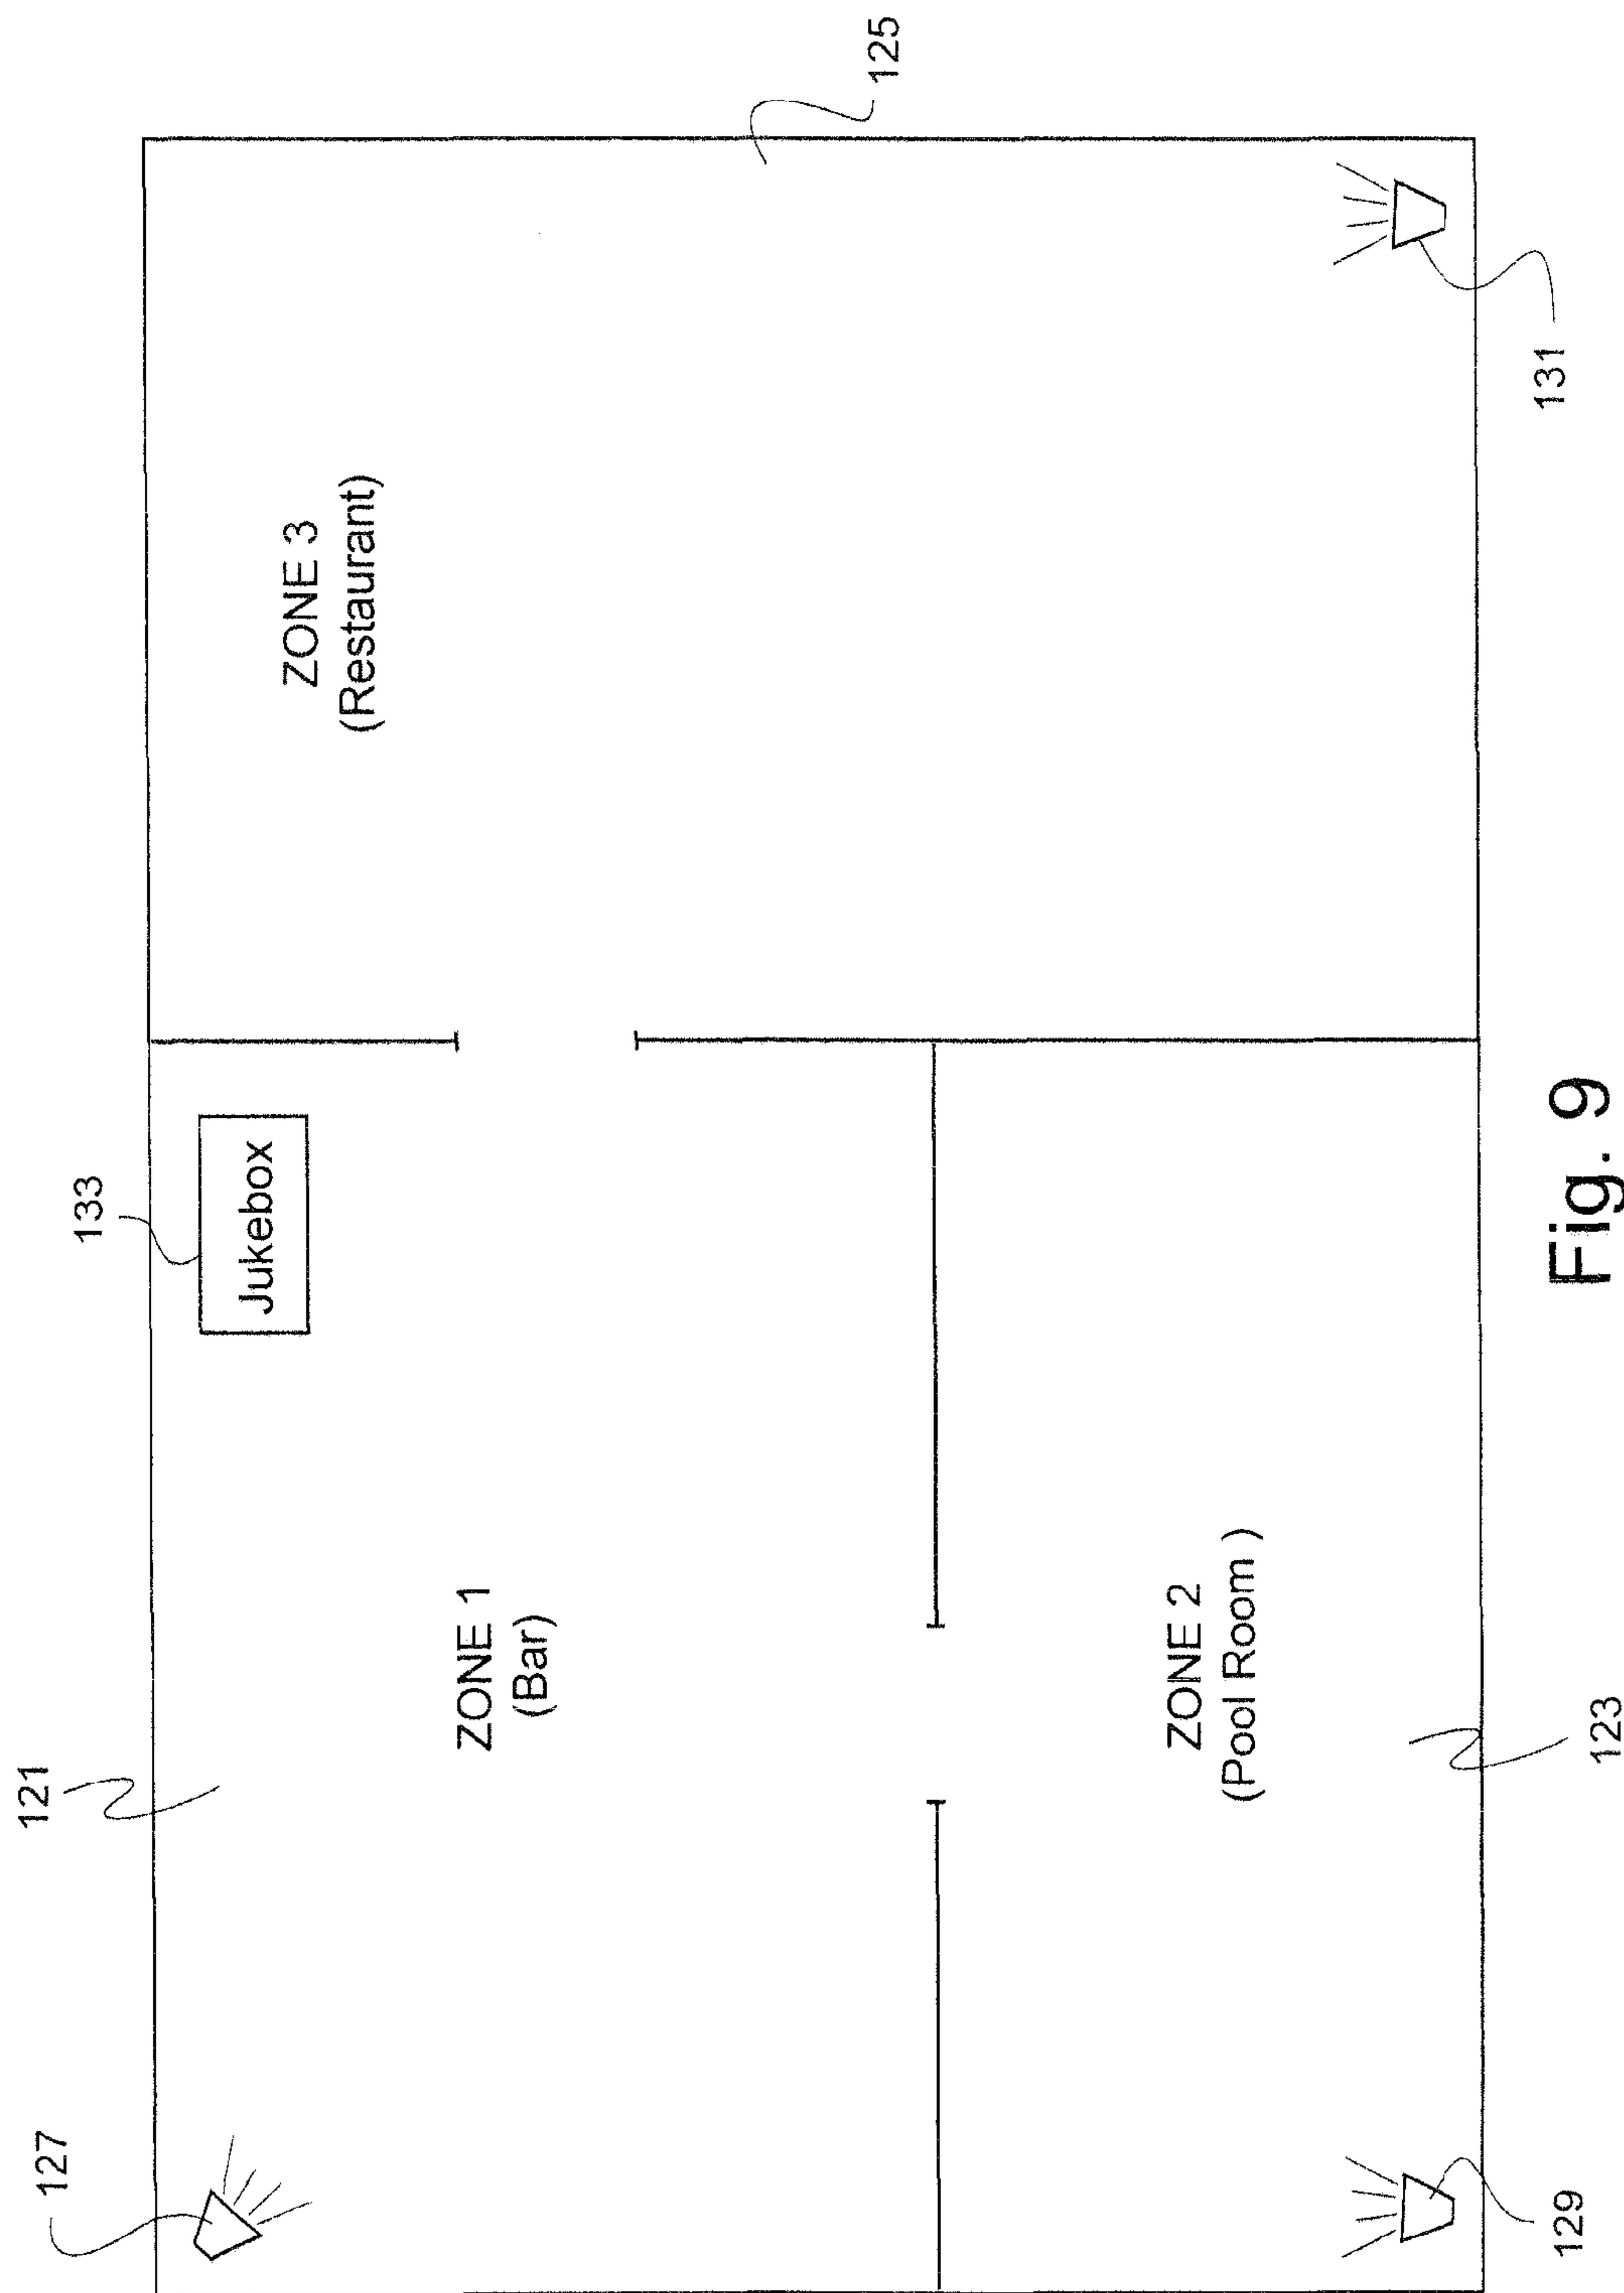 127
121
133
Jukebox
ZONE 1
(Bar)
ZONE 3
(Restaurant)
125
ZONE 2
(Pool Room )
129
123
131
Fig. 9